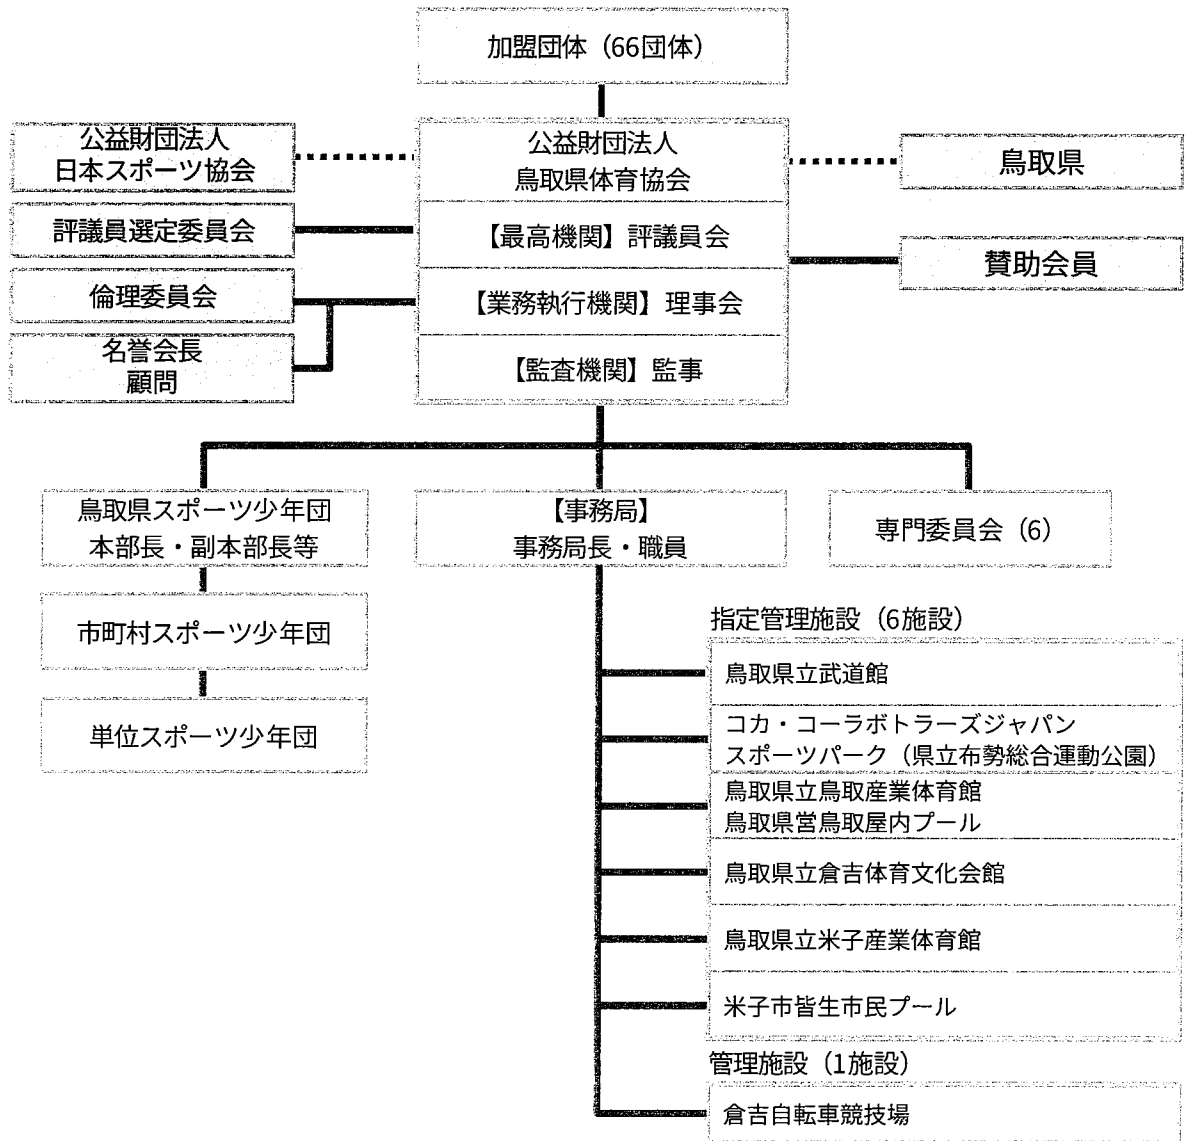 加盟団体（66団体）
公益財団法人
日本スポーツ協会
公益財団法人
鳥取県体育協会
鳥取県
評議員選定委員会
【最高機関】評議員会
賛助会員
倫理委員会
【業務執行機関】理事会
名誉会長
顧問
【監査機関】監事
鳥取県スポーツ少年団
本部長・副本部長等
【事務局】
事務局長・職員
専門委員会（6）
市町村スポーツ少年団
単位スポーツ少年団
指定管理施設（6施設）
鳥取県立武道館
コカ・コーラボトラーズジャパン
スポーツパーク（県立布勢総合運動公園）
鳥取県立鳥取産業体育館
鳥取県営鳥取屋内プール
鳥取県立倉吉体育文化会館
鳥取県立米子産業体育館
米子市皆生市民プール
管理施設（1施設）
倉吉自転車競技場